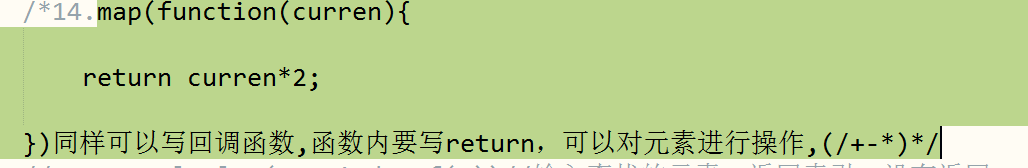 /*14.map(function(curren){
return curren*2;
})同样可以写回调函数,函数内要写return，可以对元素进行操作,(/+-*)*/